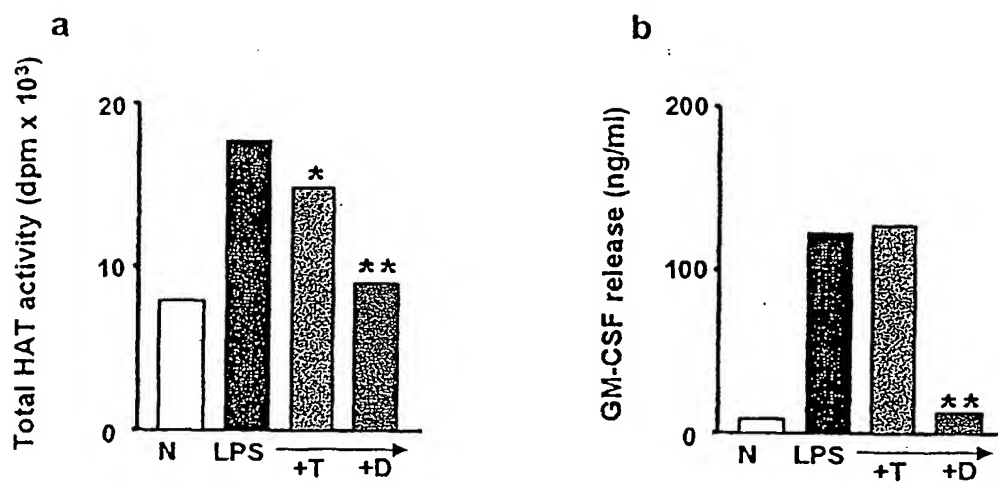 a
Total HAT activity (dpm x 10³)
20
10
0
*
**
N LPS
+T +D
b
GM-CSF release (ng/ml)
200
100
0
**
N LPS
+T +D